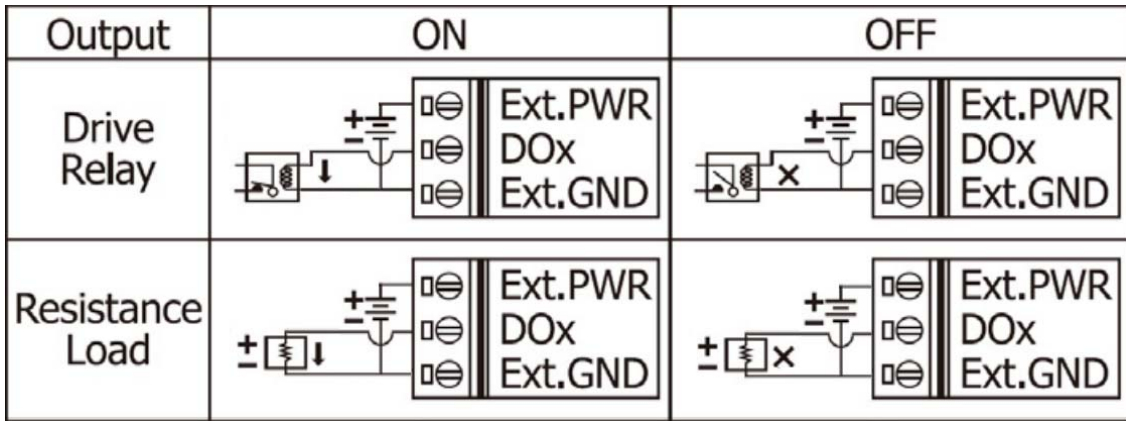 Output ON OFF
Drive
Relay
+
−
Ext.PWR
DOx
Ext.GND
+
−
Ext.PWR
DOx
Ext.GND
Resistance
Load
+
−
+
−
Ext.PWR
DOx
Ext.GND
+
−
+
−
Ext.PWR
DOx
Ext.GND